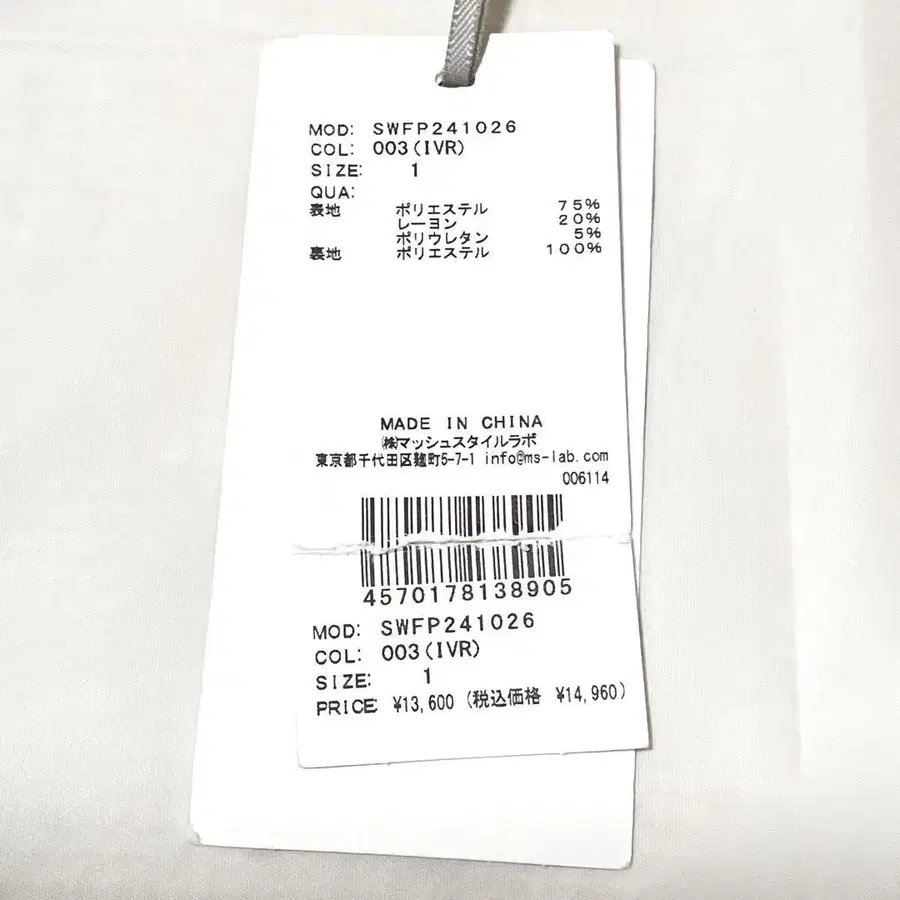 MOD: SWFP241026
COL: 003(IVR)
SIZE: 1
QUA:
表地 ポリエステル 75%
レーヨン 20%
ポリウレタン 5%
裏地 ポリエステル 100%
MADE IN CHINA
㈱マッシュスタイルラボ
東京都千代田区麹町5-7-1 info@ms-lab.com
006114
4570178138905
MOD: SWFP241026
COL: 003(IVR)
SIZE: 1
PRICE: ¥13,600 (税込価格 ¥14,960)